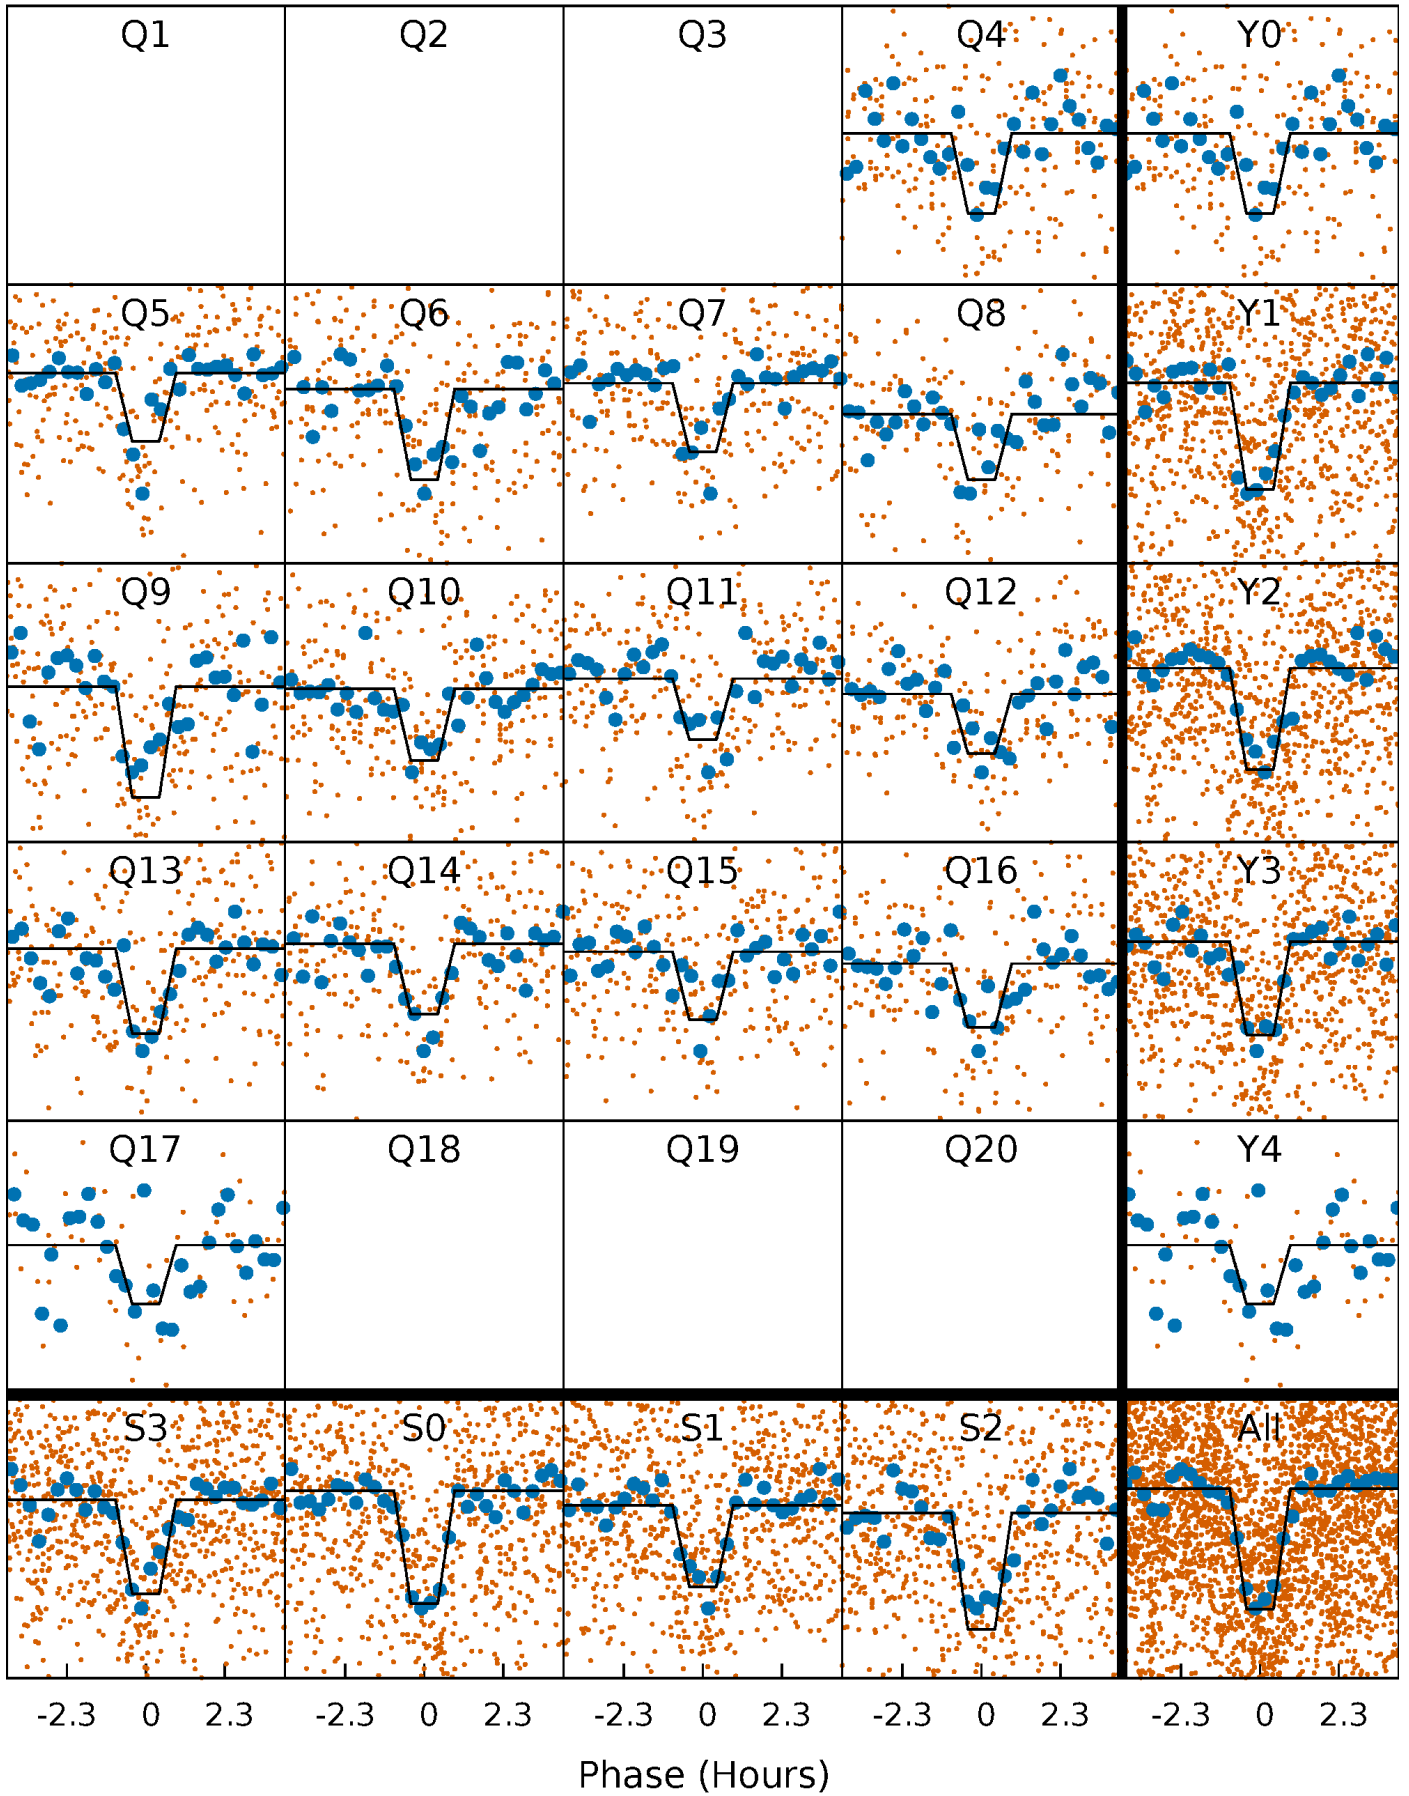 Q1 Q2 Q3 Q4 Y0
Q5 Q6 Q7 Q8 Y1
Q9 Q10 Q11 Q12 Y2
Q13 Q14 Q15 Q16 Y3
Q17 Q18 Q19 Q20 Y4
S3 S0 S1 S2 All
-2.3 0 2.3 -2.3 0 2.3 -2.3 0 2.3 -2.3 0 2.3 -2.3 0 2.3
Phase (Hours)